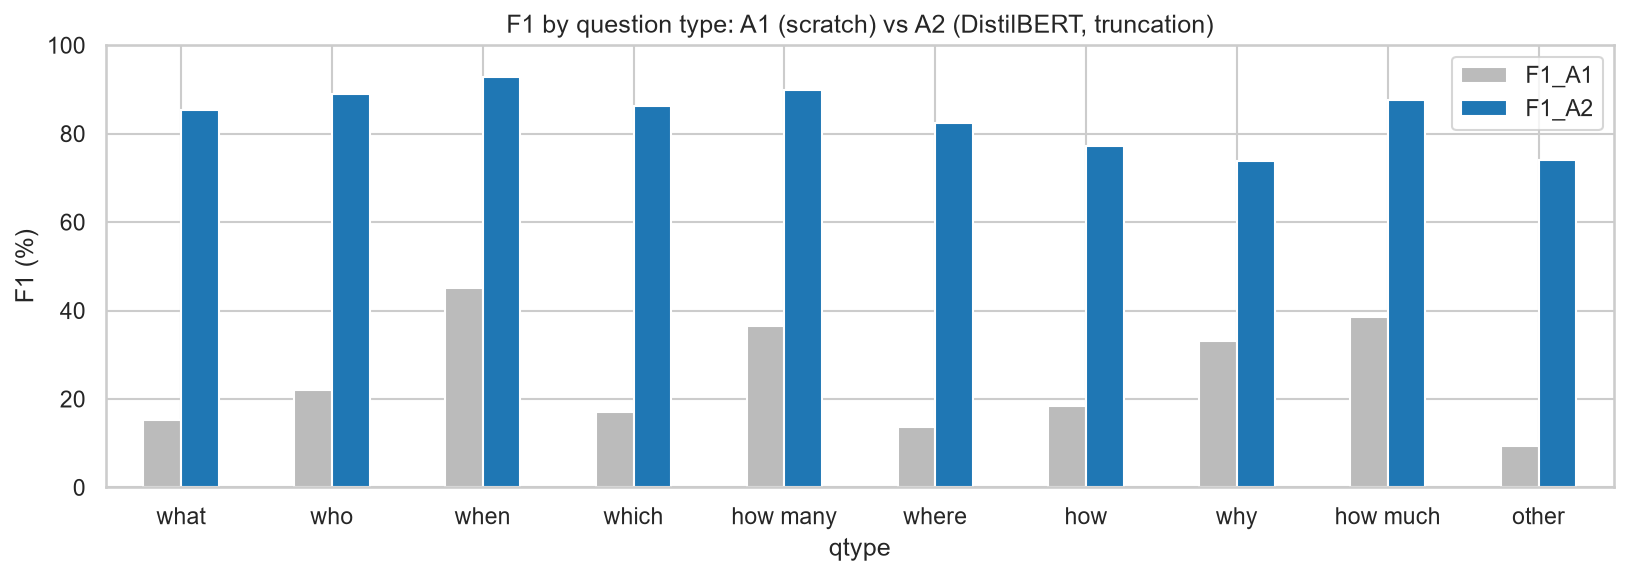 F1 by question type: A1 (scratch) vs A2 (DistilBERT, truncation)
F1_A1
F1_A2
F1 (%)
100
80
60
40
20
0
what who when which how many where how why how much other
qtype